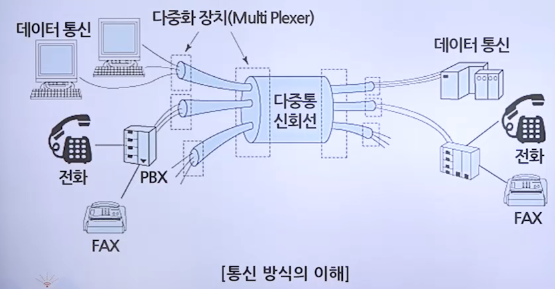 다중화 장치(Multi Plexer)
데이터 통신
데이터 통신
다중통
신회선
전화
PBX
FAX
전화
FAX
[통신 방식의 이해]